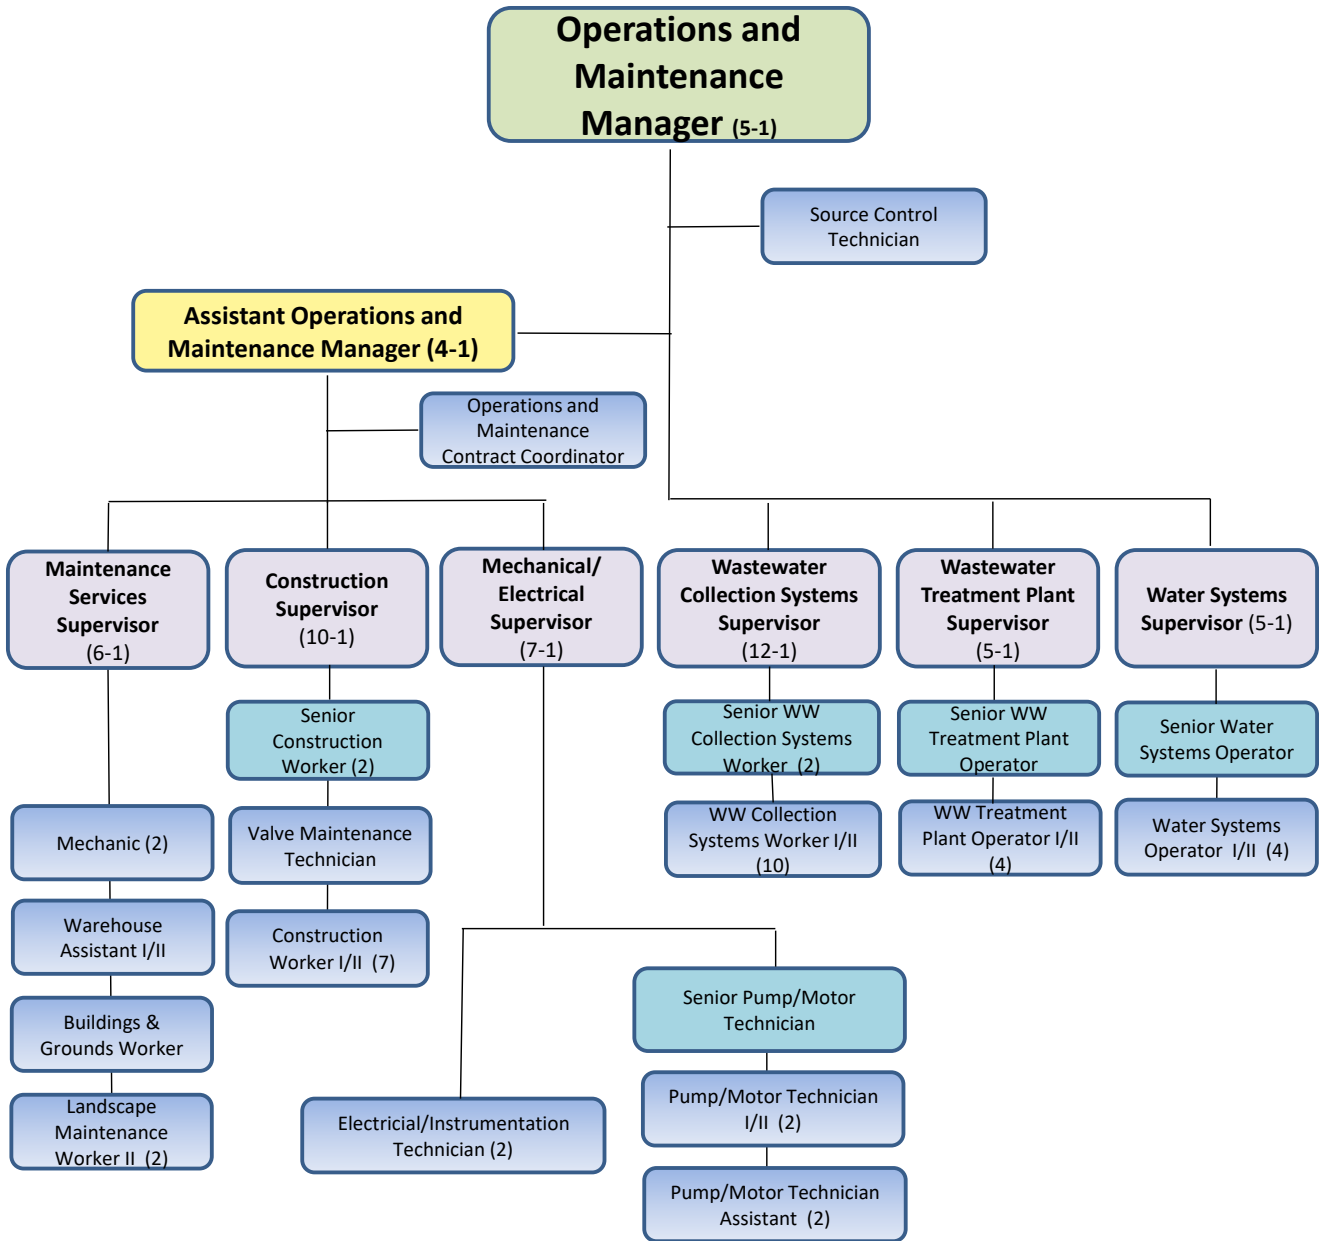 Operations and
Maintenance
Manager (5-1)
Source Control
Technician
Assistant Operations and
Maintenance Manager (4-1)
Operations and
Maintenance
Contract Coordinator
Maintenance
Services
Supervisor
(6-1)
Construction
Supervisor
(10-1)
Mechanical/
Electrical
Supervisor
(7-1)
Wastewater
Collection Systems
Supervisor
(12-1)
Wastewater
Treatment Plant
Supervisor
(5-1)
Water Systems
Supervisor (5-1)
Senior
Construction
Worker (2)
Senior WW
Collection Systems
Worker (2)
Senior WW
Treatment Plant
Operator
Senior Water
Systems Operator
Mechanic (2)
Valve Maintenance
Technician
WW Collection
Systems Worker I/II
(10)
WW Treatment
Plant Operator I/II
(4)
Water Systems
Operator I/II (4)
Warehouse
Assistant I/II
Construction
Worker I/II (7)
Buildings &
Grounds Worker
Senior Pump/Motor
Technician
Landscape
Maintenance
Worker II (2)
Electricial/Instrumentation
Technician (2)
Pump/Motor Technician
I/II (2)
Pump/Motor Technician
Assistant (2)